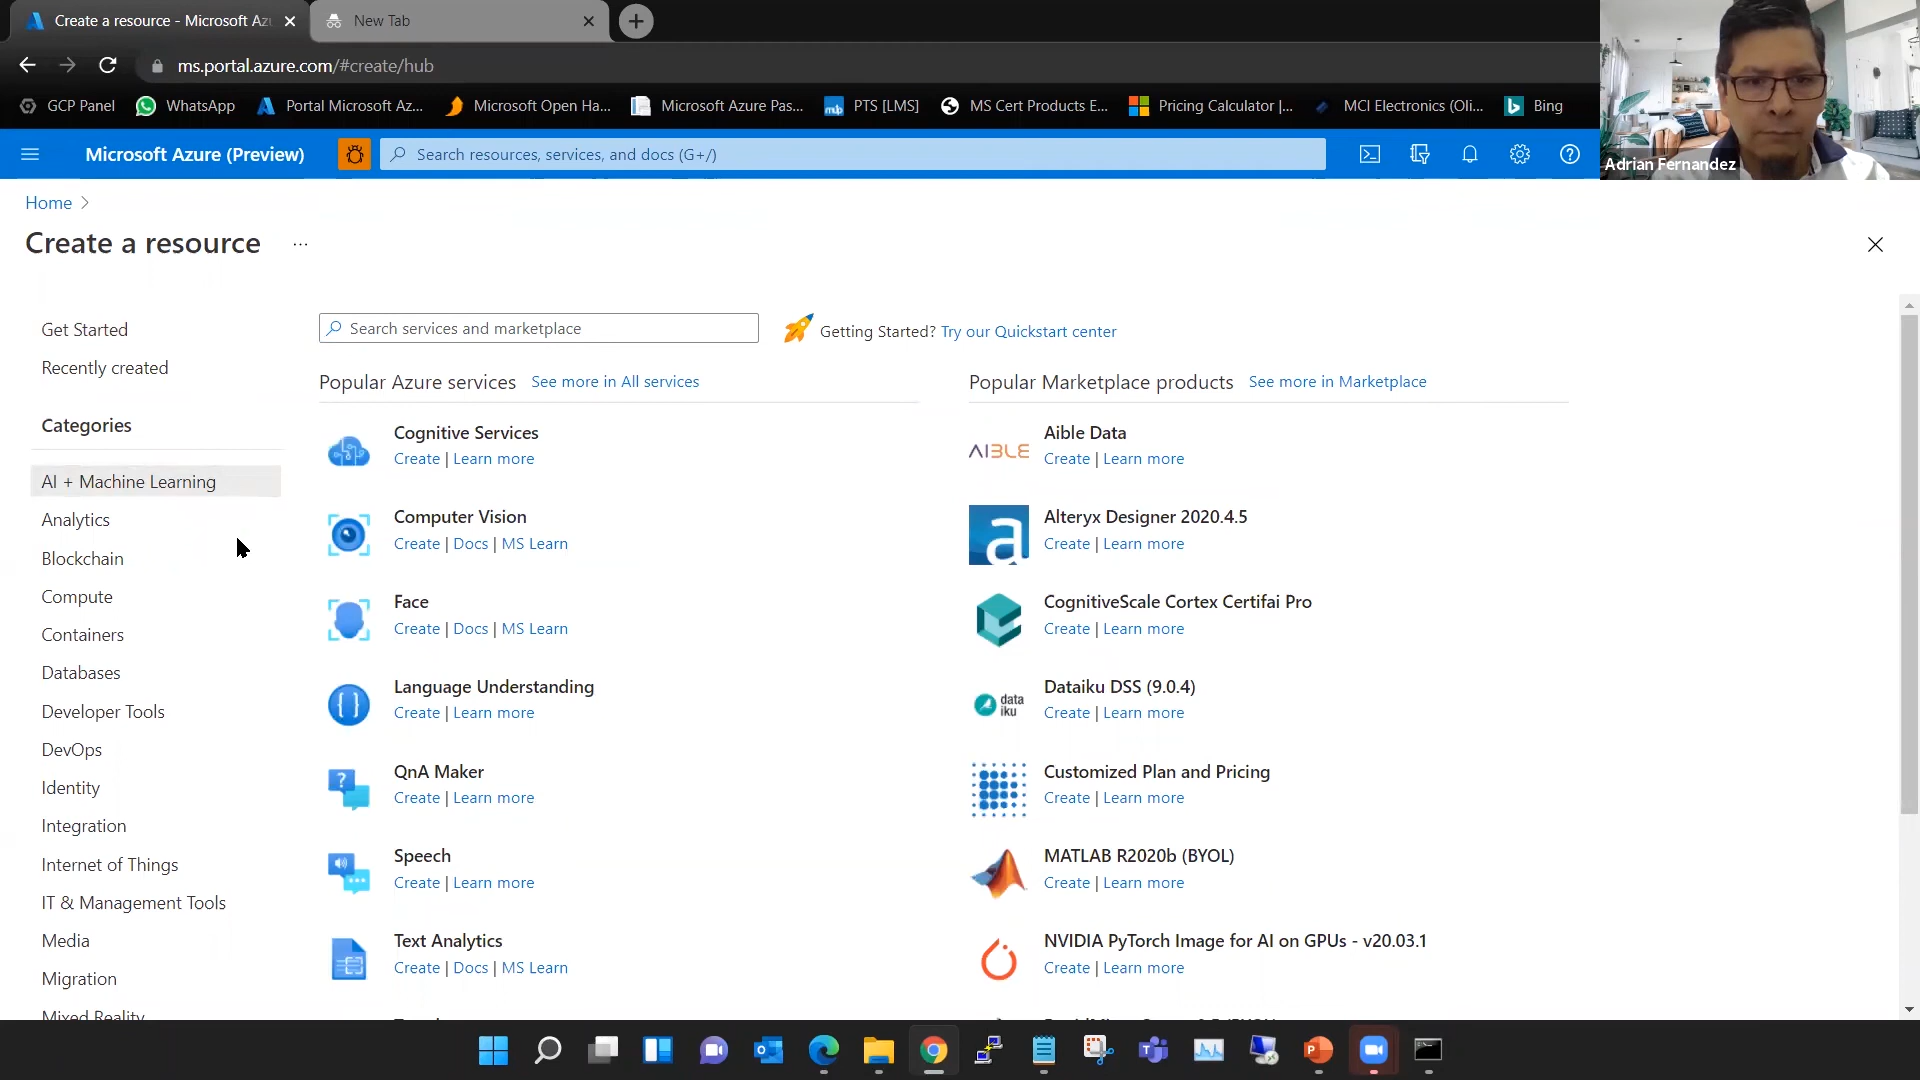 Create a resource - Microsoft Az
New Tab
ms.portal.azure.com/#create/hub
GCP Panel
WhatsApp
Portal Microsoft Az...
Microsoft Open Ha...
Microsoft Azure Pas...
PTS [LMS]
MS Cert Products E...
Pricing Calculator |...
MCI Electronics (Oli...
Bing
Microsoft Azure (Preview)
Search resources, services, and docs (G+/)
Adrian Fernandez
Home
Create a resource
...
Get Started
Recently created
Categories
AI + Machine Learning
Analytics
Blockchain
Compute
Containers
Databases
Developer Tools
DevOps
Identity
Integration
Internet of Things
IT & Management Tools
Media
Migration
Mixed Reality
Search services and marketplace
Getting Started? Try our Quickstart center
Popular Azure services See more in All services
Cognitive Services
Create | Learn more
Computer Vision
Create | Docs | MS Learn
Face
Create | Docs | MS Learn
Language Understanding
Create | Learn more
QnA Maker
Create | Learn more
Speech
Create | Learn more
Text Analytics
Create | Docs | MS Learn
Popular Marketplace products See more in Marketplace
AIBLE
Aible Data
Create | Learn more
a
Alteryx Designer 2020.4.5
Create | Learn more
CognitiveScale Cortex Certifai Pro
Create | Learn more
data
iku
Dataiku DSS (9.0.4)
Create | Learn more
Customized Plan and Pricing
Create | Learn more
MATLAB R2020b (BYOL)
Create | Learn more
NVIDIA PyTorch Image for AI on GPUs - v20.03.1
Create | Learn more